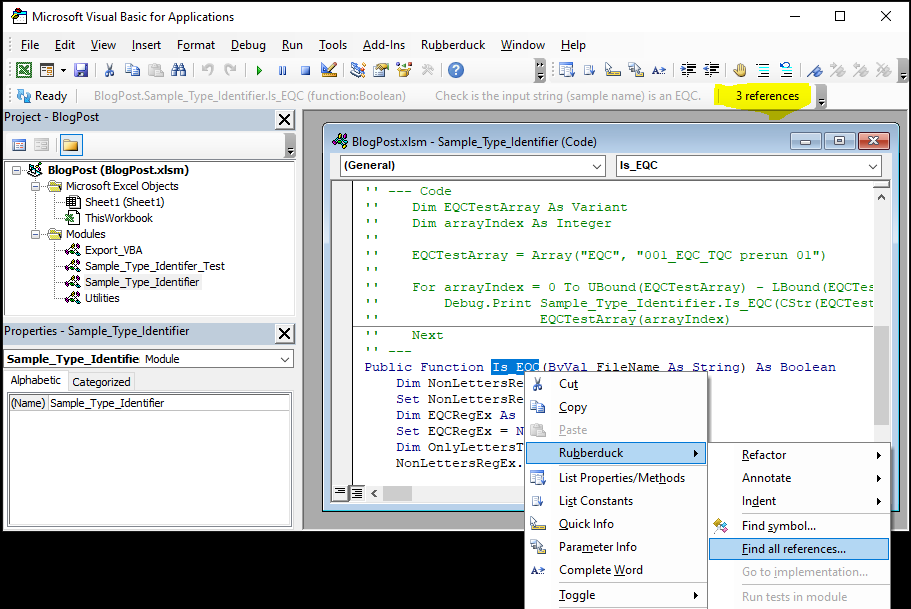 Microsoft Visual Basic for Applications
File Edit View Insert Format Debug Run Tools Add-Ins Rubberduck Window Help
Ready BlogPost.Sample_Type_Identifier.Is_EQC (function:Boolean) Check is the input string (sample name) is an EQC. 3 references
Project - BlogPost
BlogPost (BlogPost.xlsm)
Microsoft Excel Objects
Sheet1 (Sheet1)
ThisWorkbook
Modules
Export_VBA
Sample_Type_Identifer_Test
Sample_Type_Identifier
Utilities
Properties - Sample_Type_Identifier
Sample_Type_Identifie Module
Alphabetic Categorized
(Name) Sample_Type_Identifier
BlogPost.xlsm - Sample_Type_Identifier (Code)
(General) Is_EQC
'' --- Code
'' Dim EQCTestArray As Variant
'' Dim arrayIndex As Integer
''
'' EQCTestArray = Array("EQC", "001_EQC_TQC prerun 01")
''
'' For arrayIndex = 0 To UBound(EQCTestArray) - LBound(EQCTes
'' Debug.Print Sample_Type_Identifier.Is_EQC(CStr(EQCTest
'' EQCTestArray(arrayIndex)
'' Next
'' ---
Public Function Is_EQC(ByVal FileName As String) As Boolean
Dim NonLettersRe
Set NonLettersRe
Dim EQCRegEx As
Set EQCRegEx = N
Dim OnlyLettersT
NonLettersRegEx.
Cut
Copy
Paste
Rubberduck
List Properties/Methods
List Constants
Quick Info
Parameter Info
Complete Word
Toggle
Refactor
Annotate
Indent
Find symbol...
Find all references...
Go to implementation...
Run tests in module